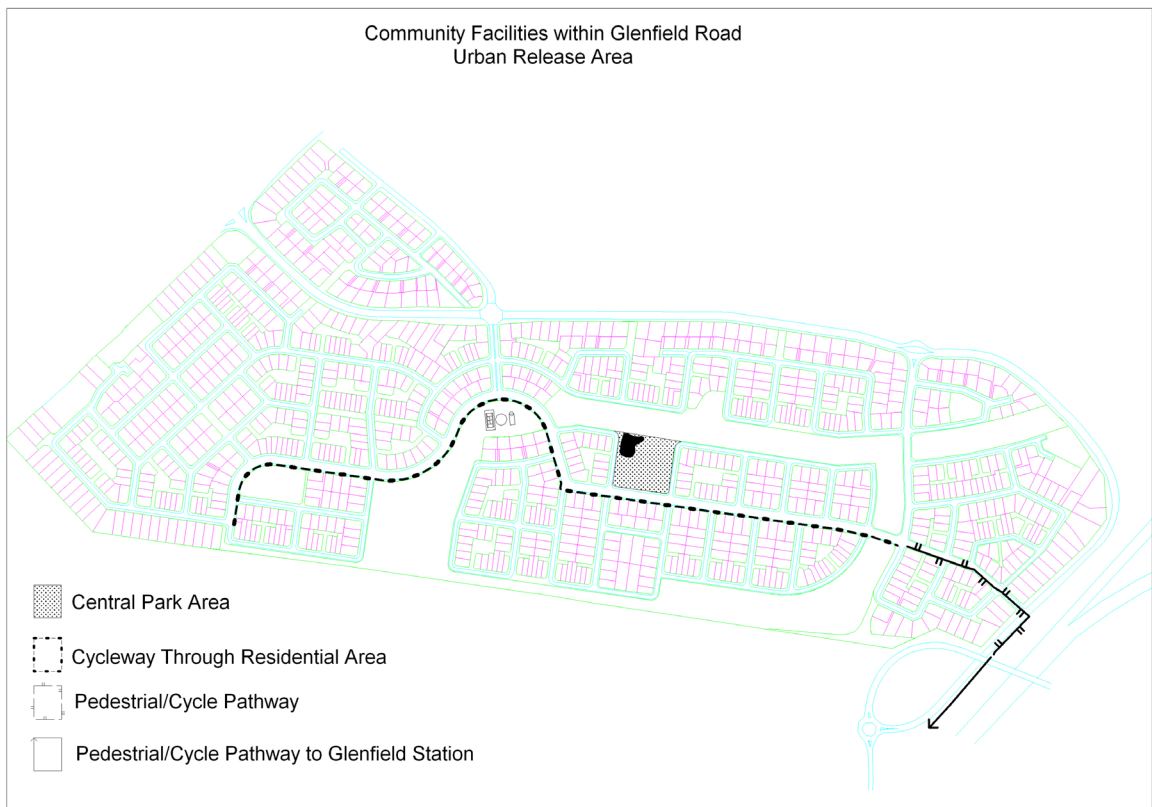 Community Facilities within Glenfield Road
Urban Release Area
Central Park Area
Cycleway Through Residential Area
Pedestrial/Cycle Pathway
Pedestrial/Cycle Pathway to Glenfield Station